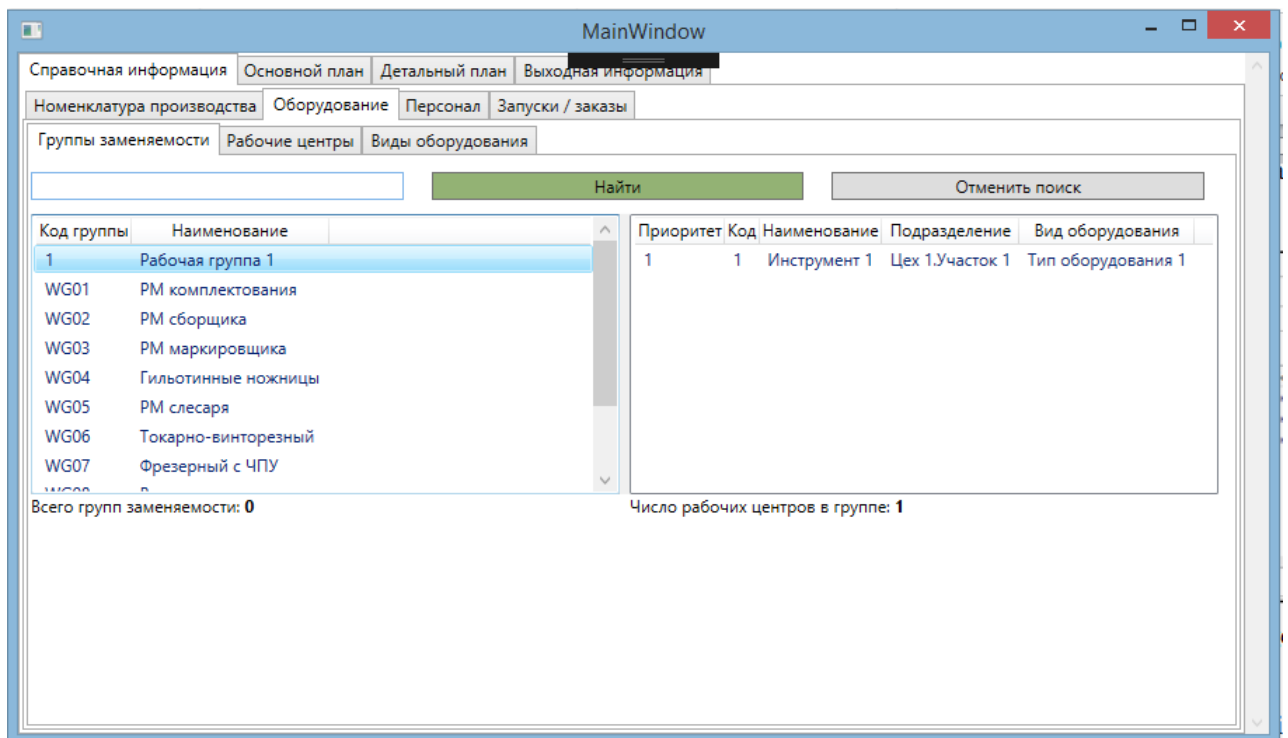 MainWindow
Справочная информация Основной план Детальный план Выходная информация
Номенклатура производства Оборудование Персонал Запуски / заказы
Группы заменяемости Рабочие центры Виды оборудования
Найти Отменить поиск
Код группы Наименование Приоритет Код Наименование Подразделение Вид оборудования
1 Рабочая группа 1 1 1 Инструмент 1 Цех 1.Участок 1 Тип оборудования 1
WG01 РМ комплектования
WG02 РМ сборщика
WG03 РМ маркировщика
WG04 Гильотинные ножницы
WG05 РМ слесаря
WG06 Токарно-винторезный
WG07 Фрезерный с ЧПУ
Всего групп заменяемости: 0 Число рабочих центров в группе: 1